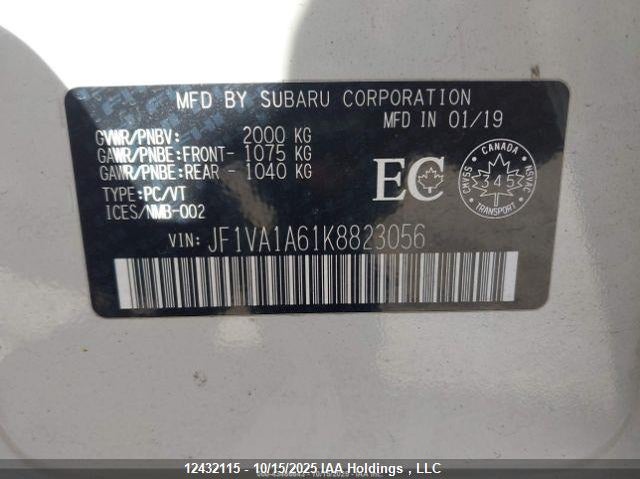 MFD BY SUBARU CORPORATION
MFD IN 01/19
GVWR/PNBV: 2000 KG
GAWR/PNBE:FRONT- 1075 KG
GAWR/PNBE:REAR - 1040 KG
TYPE:PC/VT
ICES/NMB-002
EC
CANADA
CMVSS
NSVAC
345
TRANSPORT
VIN: JF1VA1A61K8823056
12432115 - 10/15/2025 IAA Holdings , LLC